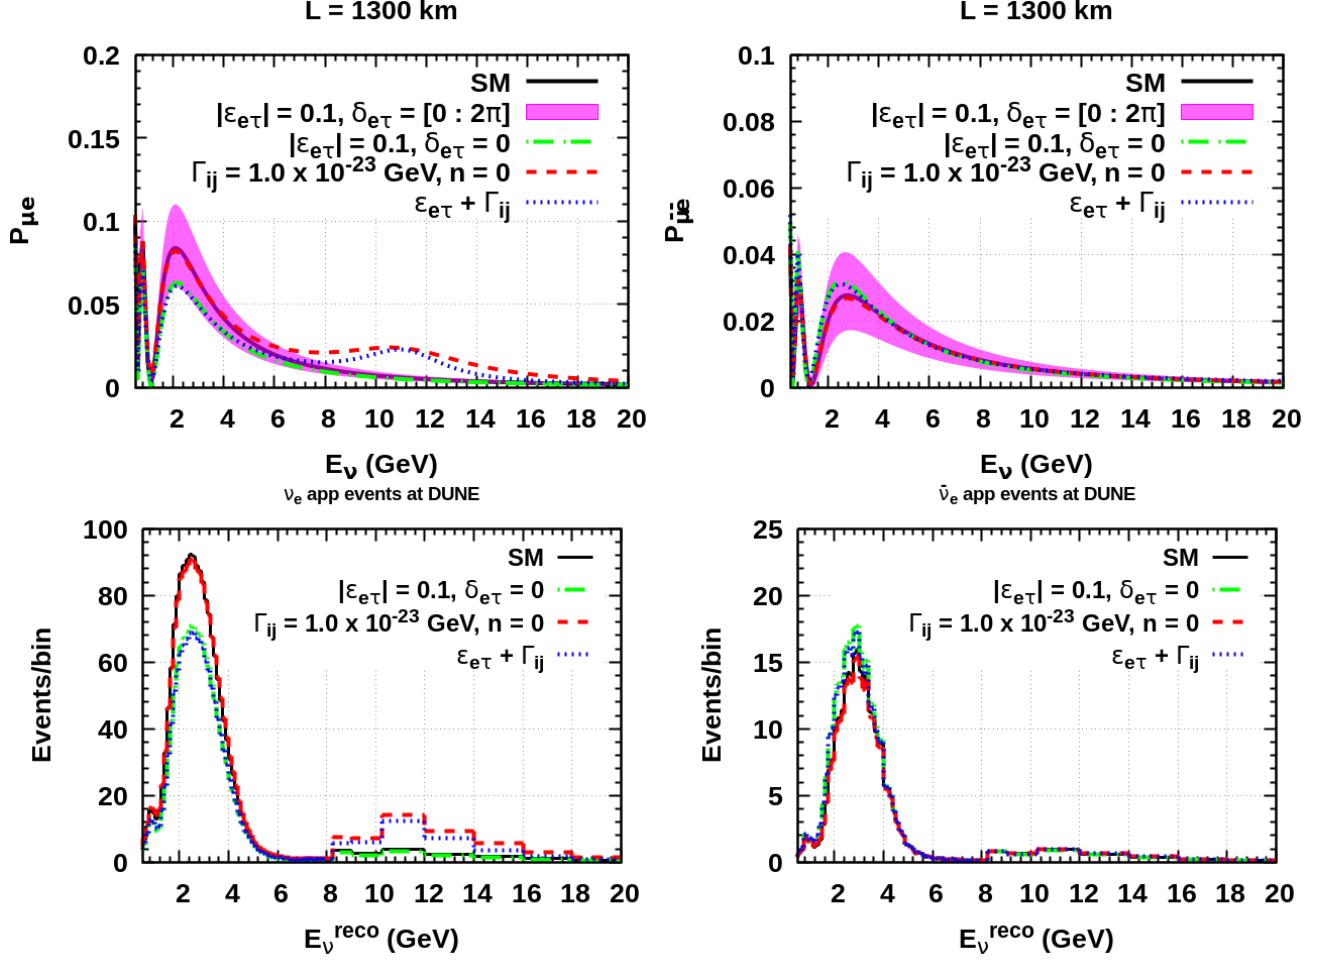 L = 1300 km
0.2
0.15
0.1
0.05
0
P_μe
SM
|ε_eτ| = 0.1, δ_eτ = [0 : 2π]
|ε_eτ| = 0.1, δ_eτ = 0
Γ_ij = 1.0 x 10^-23 GeV, n = 0
ε_eτ + Γ_ij
2 4 6 8 10 12 14 16 18 20
E_ν (GeV)
L = 1300 km
0.1
0.08
0.06
0.04
0.02
0
P_μ̄ē
SM
|ε_eτ| = 0.1, δ_eτ = [0 : 2π]
|ε_eτ| = 0.1, δ_eτ = 0
Γ_ij = 1.0 x 10^-23 GeV, n = 0
ε_eτ + Γ_ij
2 4 6 8 10 12 14 16 18 20
E_ν (GeV)
ν_e app events at DUNE
100
80
60
40
20
0
Events/bin
SM
|ε_eτ| = 0.1, δ_eτ = 0
Γ_ij = 1.0 x 10^-23 GeV, n = 0
ε_eτ + Γ_ij
2 4 6 8 10 12 14 16 18 20
E_ν^reco (GeV)
ν̄_e app events at DUNE
25
20
15
10
5
0
Events/bin
SM
|ε_eτ| = 0.1, δ_eτ = 0
Γ_ij = 1.0 x 10^-23 GeV, n = 0
ε_eτ + Γ_ij
2 4 6 8 10 12 14 16 18 20
E_ν^reco (GeV)